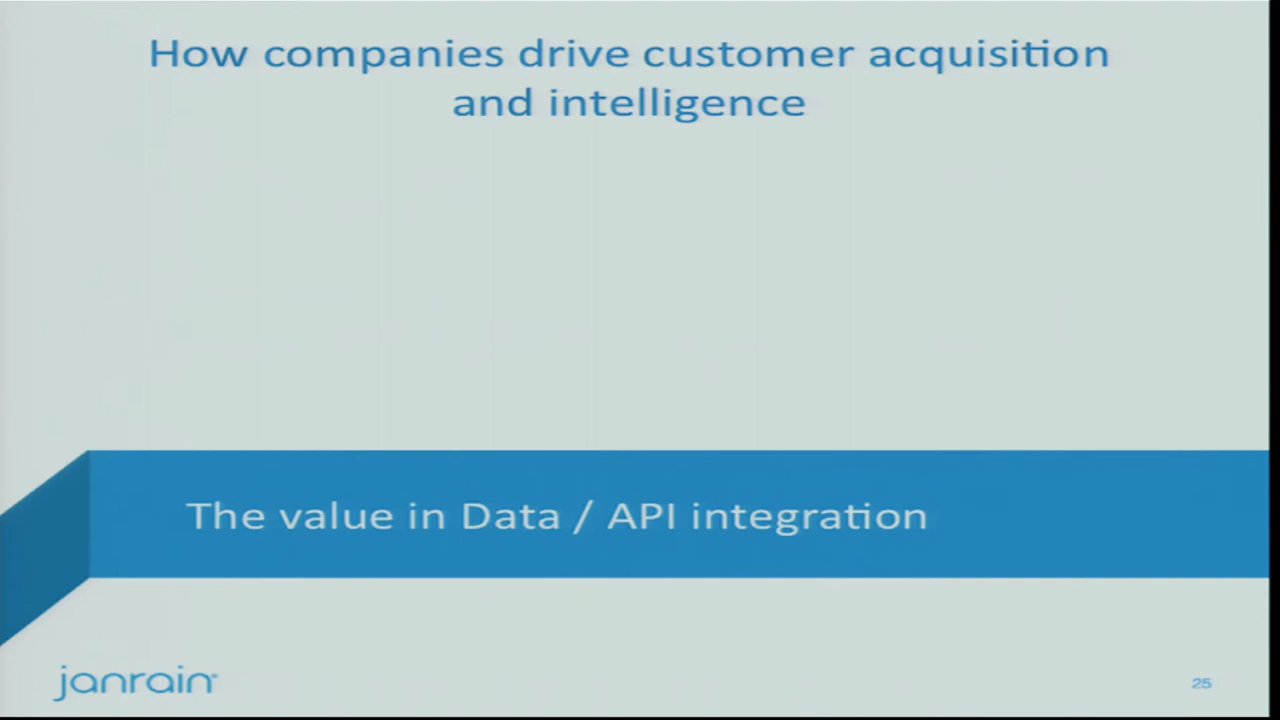 How companies drive customer acquisition
and intelligence
The value in Data / API integration
janrain
25